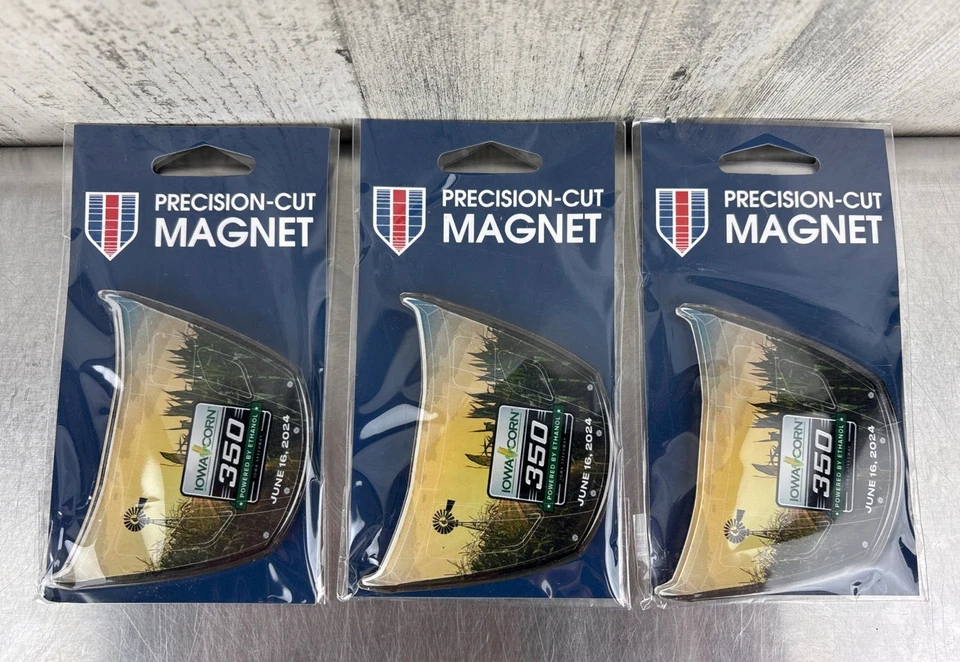 PRECISION-CUT
MAGNET
IOWA CORN
350
POWERED BY ETHANOL
JUNE 16, 2024
PRECISION-CUT
MAGNET
IOWA CORN
350
POWERED BY ETHANOL
JUNE 16, 2024
PRECISION-CUT
MAGNET
IOWA CORN
350
POWERED BY ETHANOL
JUNE 16, 2024